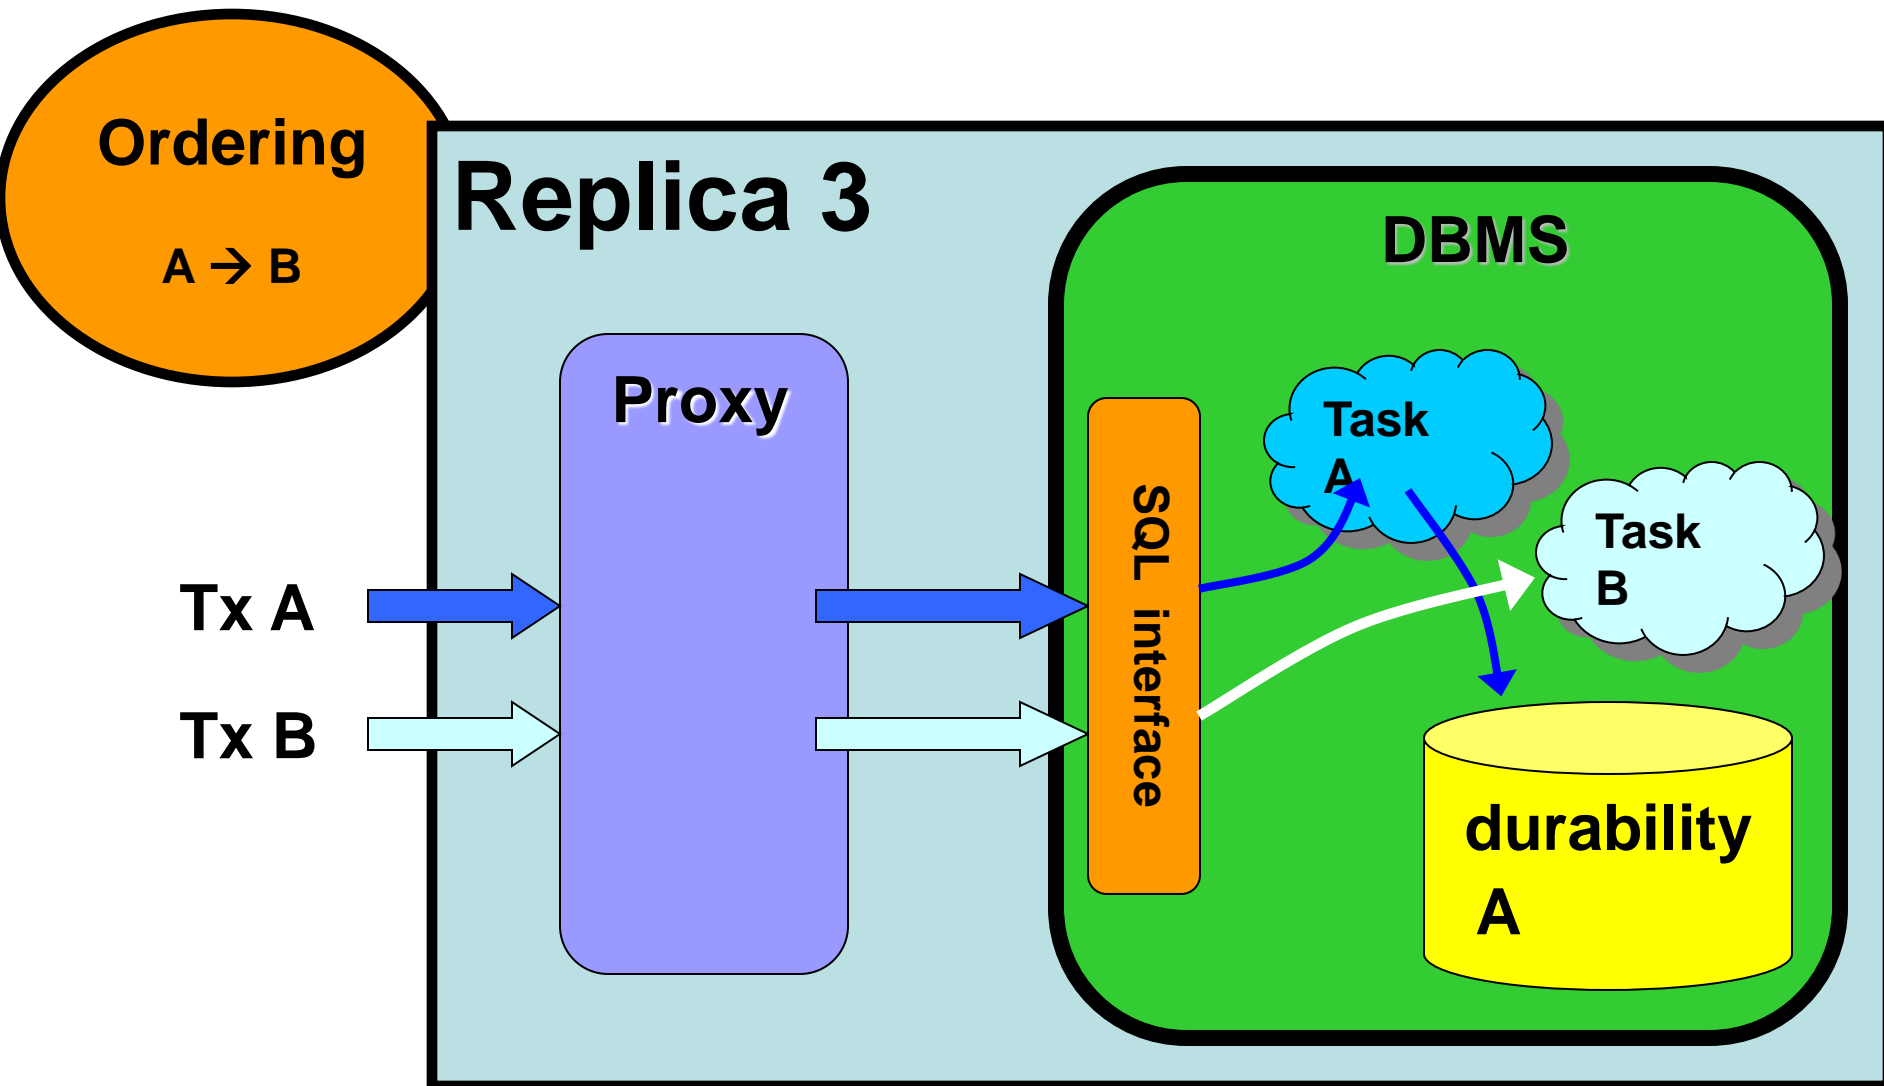 Ordering
A → B
Replica 3
DBMS
Proxy
Task
A
Task
B
SQL interface
Tx A
Tx B
durability
A